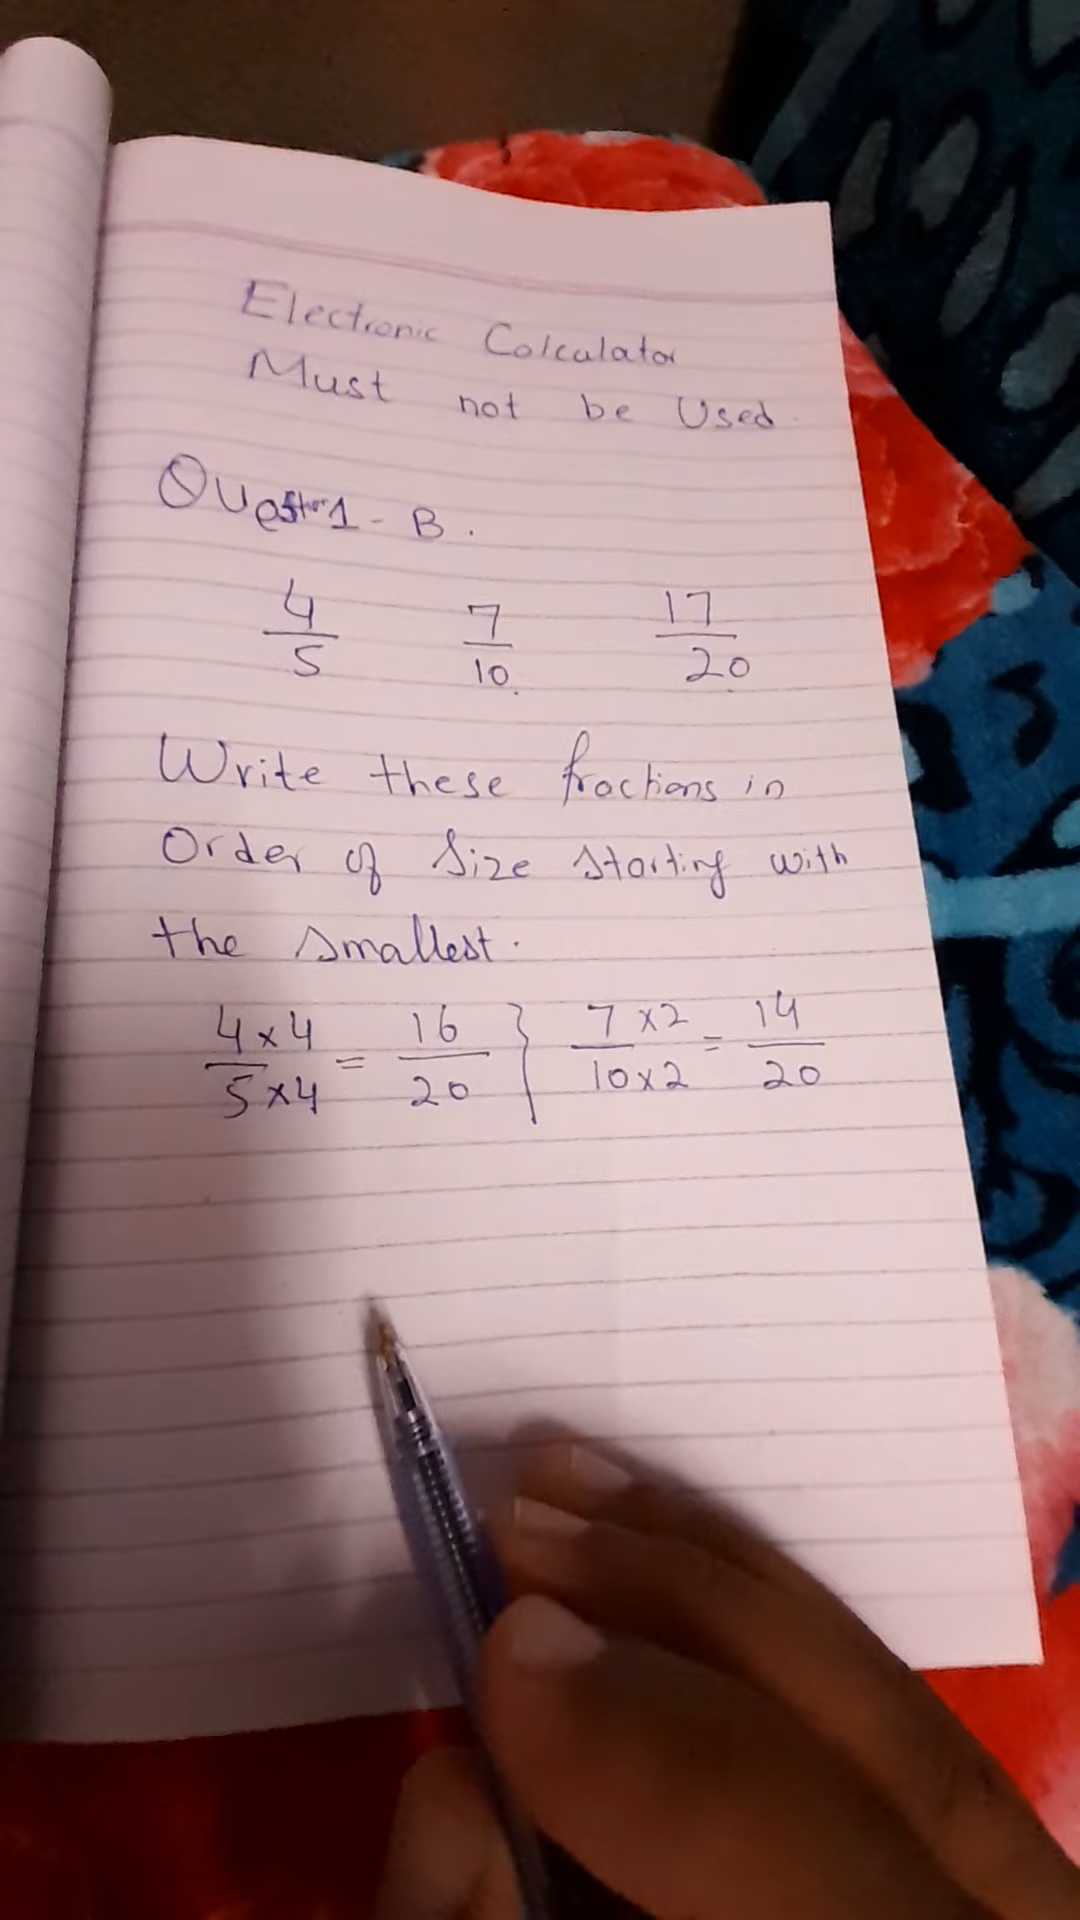 Electronic Calculator
Must not be Used.
Question 1 - B.
4/5 7/10 17/20
Write these fractions in
Order of Size starting with
the smallest.
4×4/5×4 = 16/20 } 7×2/10×2 = 14/20